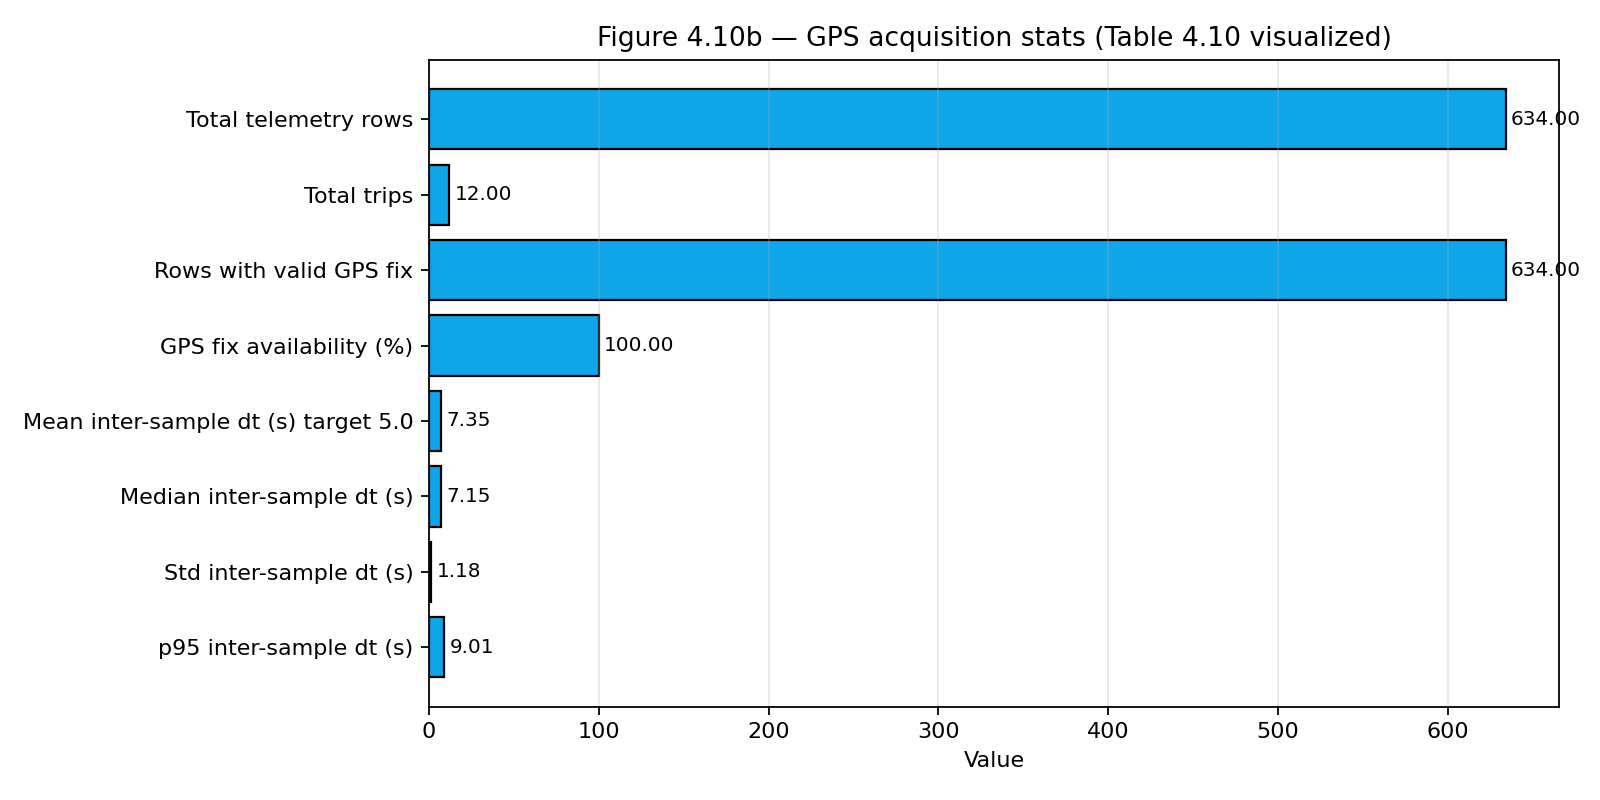 Figure 4.10b — GPS acquisition stats (Table 4.10 visualized)
Total telemetry rows 634.00
Total trips 12.00
Rows with valid GPS fix 634.00
GPS fix availability (%) 100.00
Mean inter-sample dt (s) target 5.0 7.35
Median inter-sample dt (s) 7.15
Std inter-sample dt (s) 1.18
p95 inter-sample dt (s) 9.01
0 100 200 300 400 500 600
Value